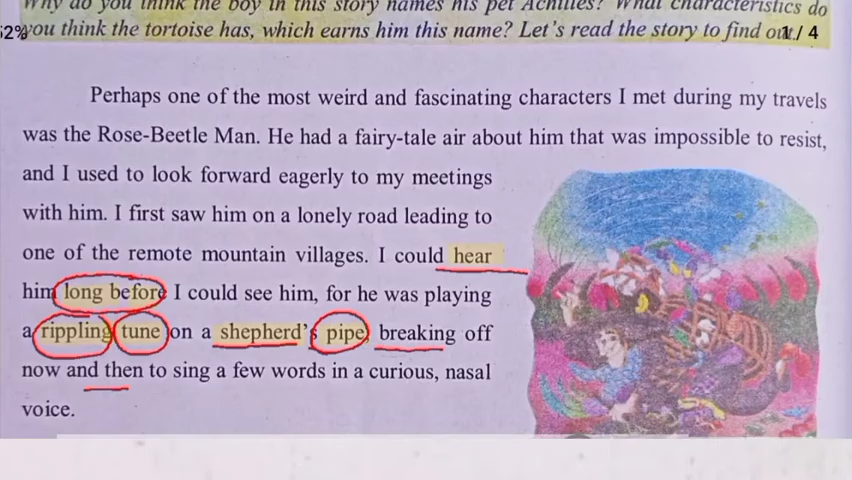 Why do you think the boy in this story names his pet Achilles? What characteristics do
52%
you think the tortoise has, which earns him this name? Let's read the story to find out.
1 / 4
Perhaps one of the most weird and fascinating characters I met during my travels
was the Rose-Beetle Man. He had a fairy-tale air about him that was impossible to resist,
and I used to look forward eagerly to my meetings
with him. I first saw him on a lonely road leading to
one of the remote mountain villages. I could hear
him long before I could see him, for he was playing
a rippling tune on a shepherd's pipe, breaking off
now and then to sing a few words in a curious, nasal
voice.